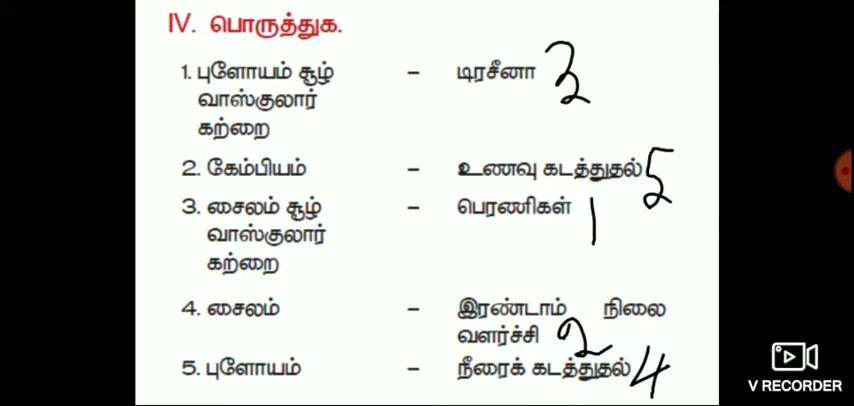 IV. பொருத்துக.
1. புளோயம் சூழ் – டிரசீனா 3
வாஸ்குலார்
கற்றை
2. கேம்பியம் – உணவு கடத்துதல் 5
3. சைலம் சூழ் – பெரணிகள் 1
வாஸ்குலார்
கற்றை
4. சைலம் – இரண்டாம் நிலை
வளர்ச்சி 2
5. புளோயம் – நீரைக் கடத்துதல் 4
V RECORDER